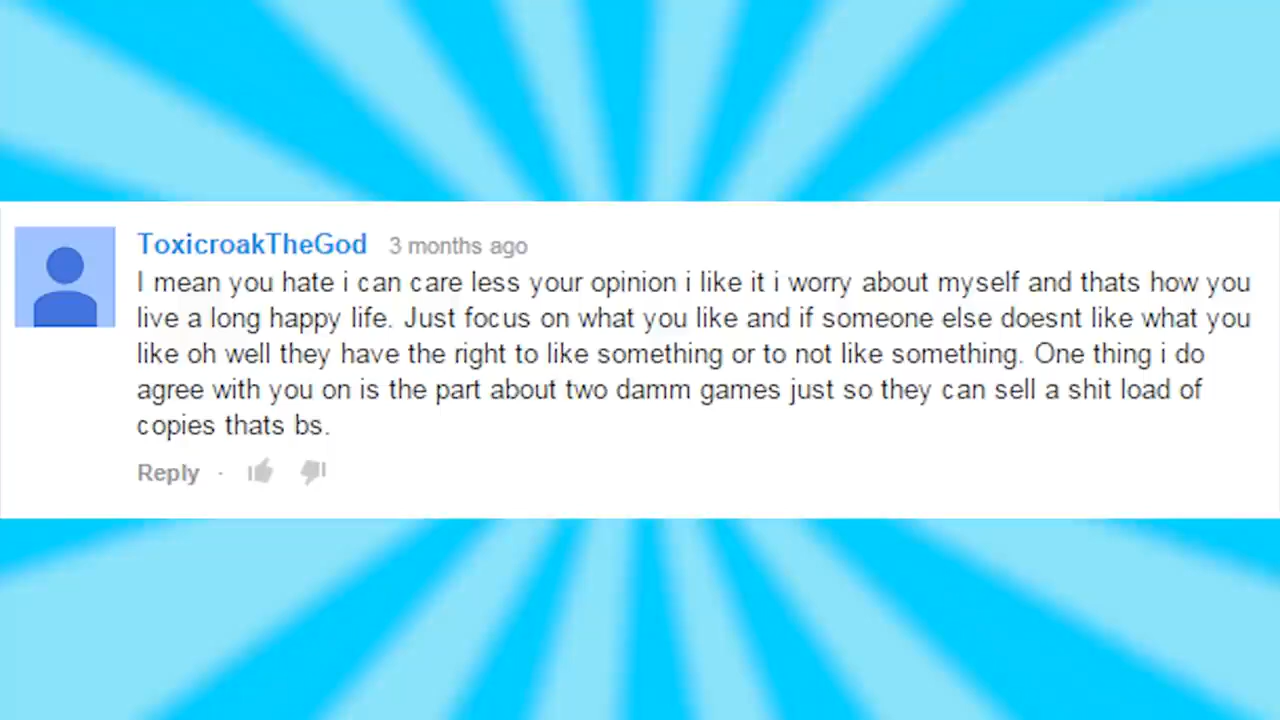 ToxicroakTheGod 3 months ago
I mean you hate i can care less your opinion i like it i worry about myself and thats how you
live a long happy life. Just focus on what you like and if someone else doesnt like what you
like oh well they have the right to like something or to not like something. One thing i do
agree with you on is the part about two damm games just so they can sell a shit load of
copies thats bs.
Reply ·